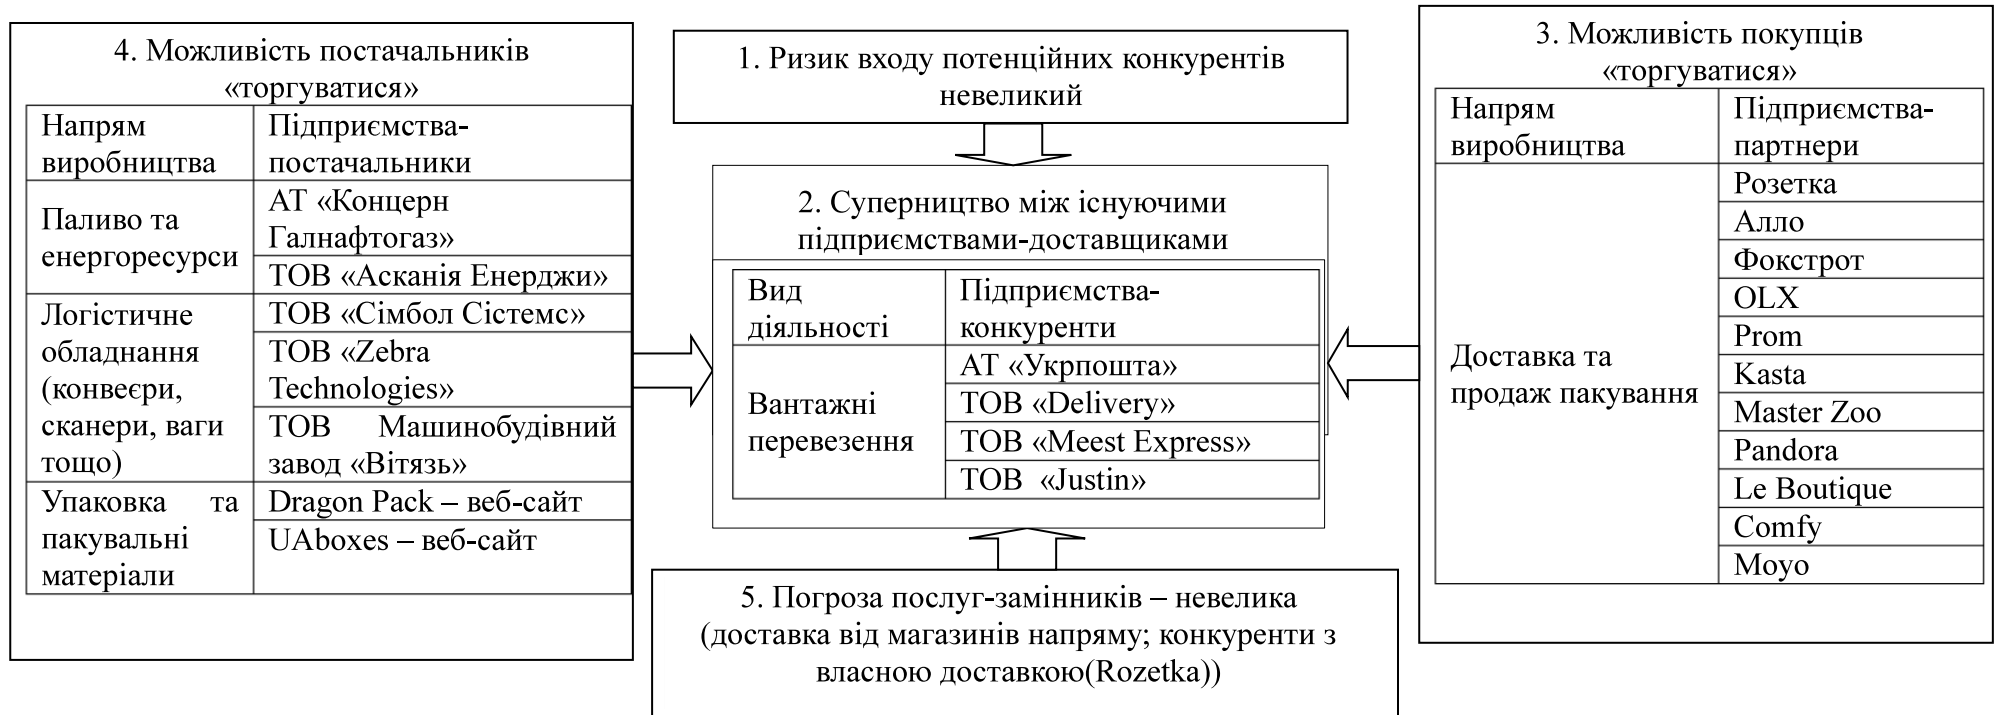 4. Можливість постачальників
«торгуватися»
Напрям
виробництва
Підприємства-
постачальники
Паливо та
енергоресурси
АТ «Концерн
Галнафтогаз»
ТОВ «Асканія Енерджи»
Логістичне
обладнання
(конвеєри,
сканери, ваги
тощо)
ТОВ «Сімбол Сістемс»
ТОВ «Zebra
Technologies»
ТОВ Машинобудівний
завод «Вітязь»
Упаковка та
пакувальні
матеріали
Dragon Pack – веб-сайт
UAboxes – веб-сайт
1. Ризик входу потенційних конкурентів
невеликий
2. Суперництво між існуючими
підприємствами-доставщиками
Вид
діяльності
Підприємства-
конкуренти
Вантажні
перевезення
АТ «Укрпошта»
ТОВ «Delivery»
ТОВ «Meest Express»
ТОВ «Justin»
5. Погроза послуг-замінників – невелика
(доставка від магазинів напряму; конкуренти з
власною доставкою(Rozetka))
3. Можливість покупців
«торгуватися»
Напрям
виробництва
Підприємства-
партнери
Доставка та
продаж пакування
Розетка
Алло
Фокстрот
OLX
Prom
Kasta
Master Zoo
Pandora
Le Boutique
Comfy
Moyo